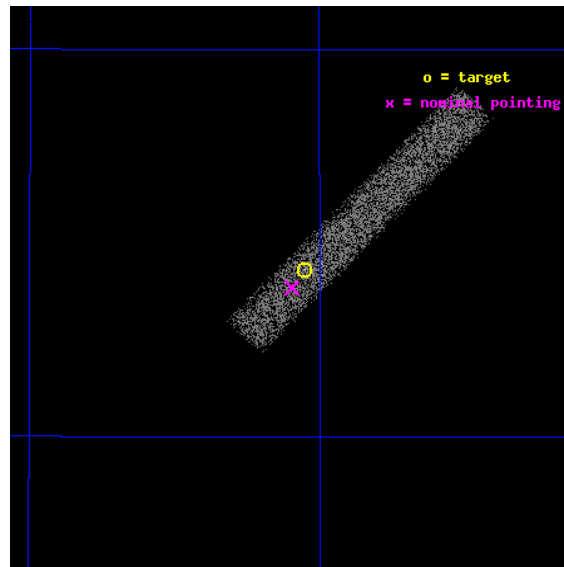 o = target
x = nominal pointing